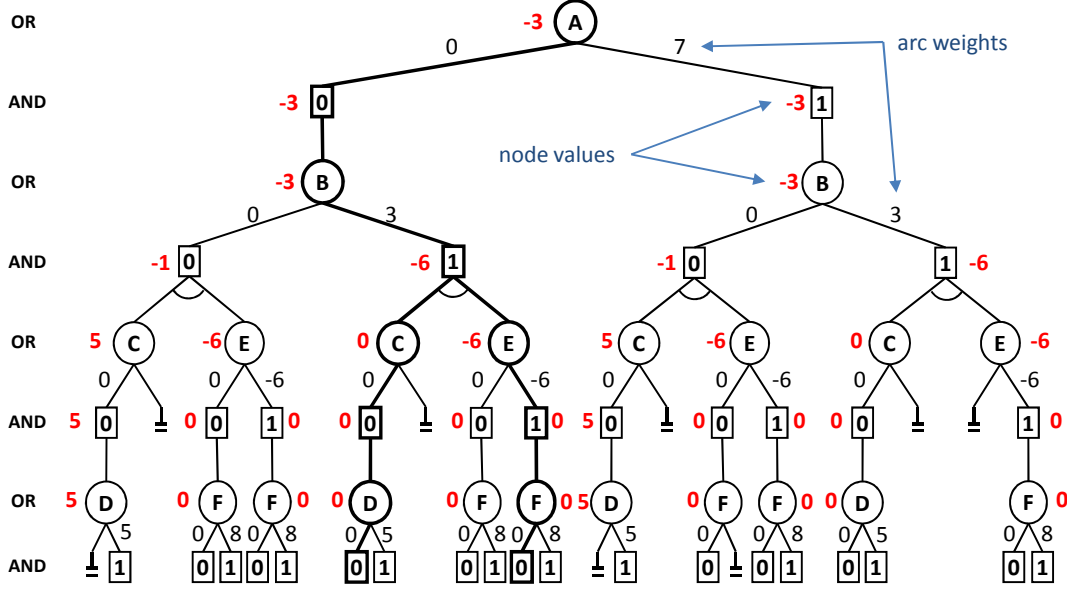 OR -3 A
0 7 arc weights
AND -3 0 -3 1
node values
OR -3 B -3 B
0 3 0 3
AND -1 0 -6 1 -1 0 1 -6
OR 5 C -6 E 0 C -6 E 5 C -6 E 0 C E -6
0 0 -6 0 0 -6 0 0 -6 0 -6
AND 5 0 0 0 1 0 0 0 0 0 1 0 5 0 0 0 1 0 0 0 1 0
OR 5 D 0 F F 0 0 D 0 F F 0 5 D 0 F F 0 0 D F 0
5 0 8 0 8 0 5 0 8 0 8 5 0 0 8 0 5 0 8
AND 1 0 1 0 1 0 1 0 1 0 1 1 0 0 1 0 1 0 1